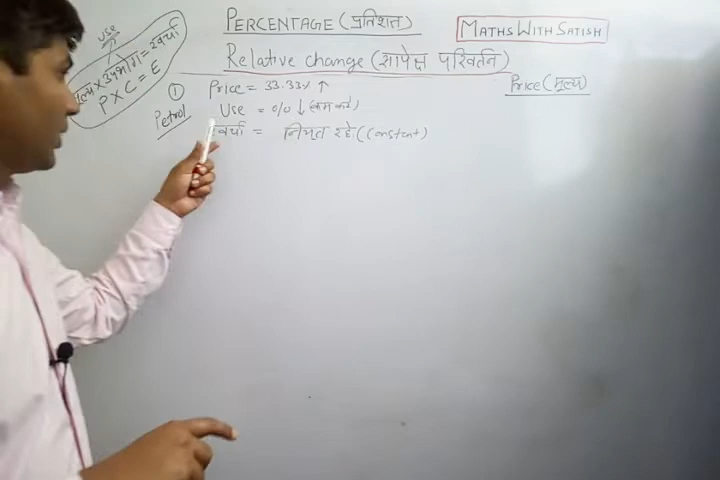 PERCENTAGE (प्रतिशत)
MATHS WITH SATISH
Relative change (सापेक्ष परिवर्तन)
Price (मूल्य)
USE
मूल्य × उपभोग = खर्चा
P × C = E
① Price = 33.33% ↑
Petrol
Use = % ↓ (कम करे)
खर्चा = नियत रहे (Constant)